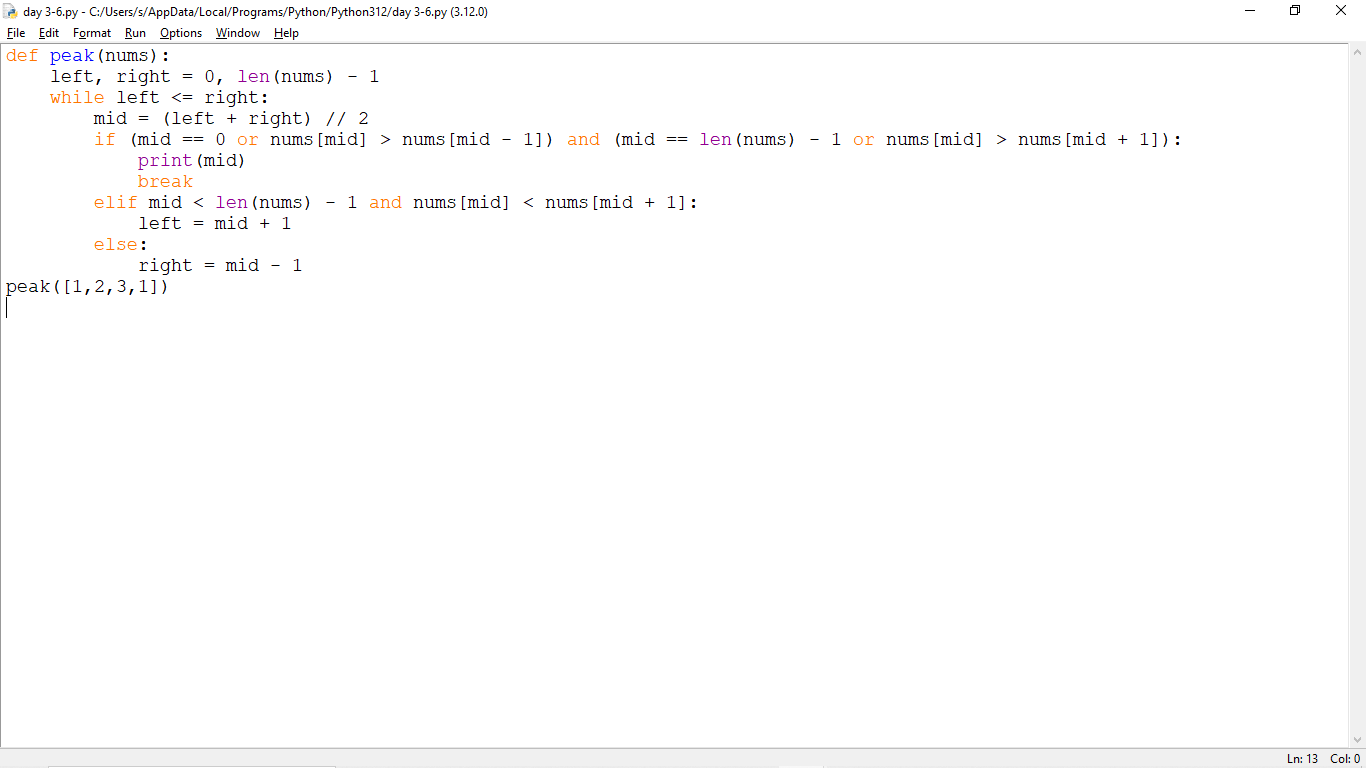 day 3-6.py - C:/Users/s/AppData/Local/Programs/Python/Python312/day 3-6.py (3.12.0)
File Edit Format Run Options Window Help
def peak(nums):
    left, right = 0, len(nums) - 1
    while left <= right:
        mid = (left + right) // 2
        if (mid == 0 or nums[mid] > nums[mid - 1]) and (mid == len(nums) - 1 or nums[mid] > nums[mid + 1]):
            print(mid)
            break
        elif mid < len(nums) - 1 and nums[mid] < nums[mid + 1]:
            left = mid + 1
        else:
            right = mid - 1
peak([1,2,3,1])
Ln: 13 Col: 0